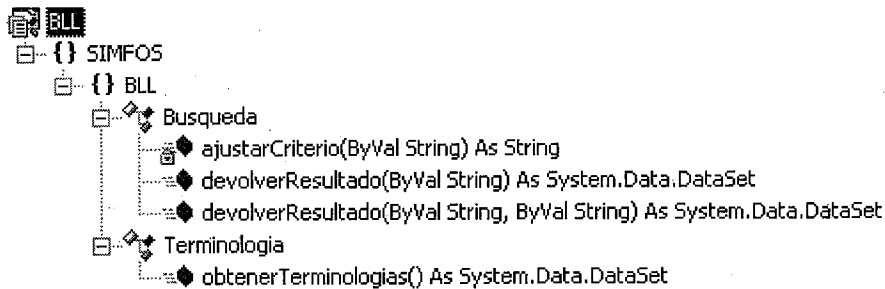 BLL
{} SIMFOS
{} BLL
Busqueda
ajustarCriterio(ByVal String) As String
devolverResultado(ByVal String) As System.Data.DataSet
devolverResultado(ByVal String, ByVal String) As System.Data.DataSet
Terminologia
obtenerTerminologias() As System.Data.DataSet